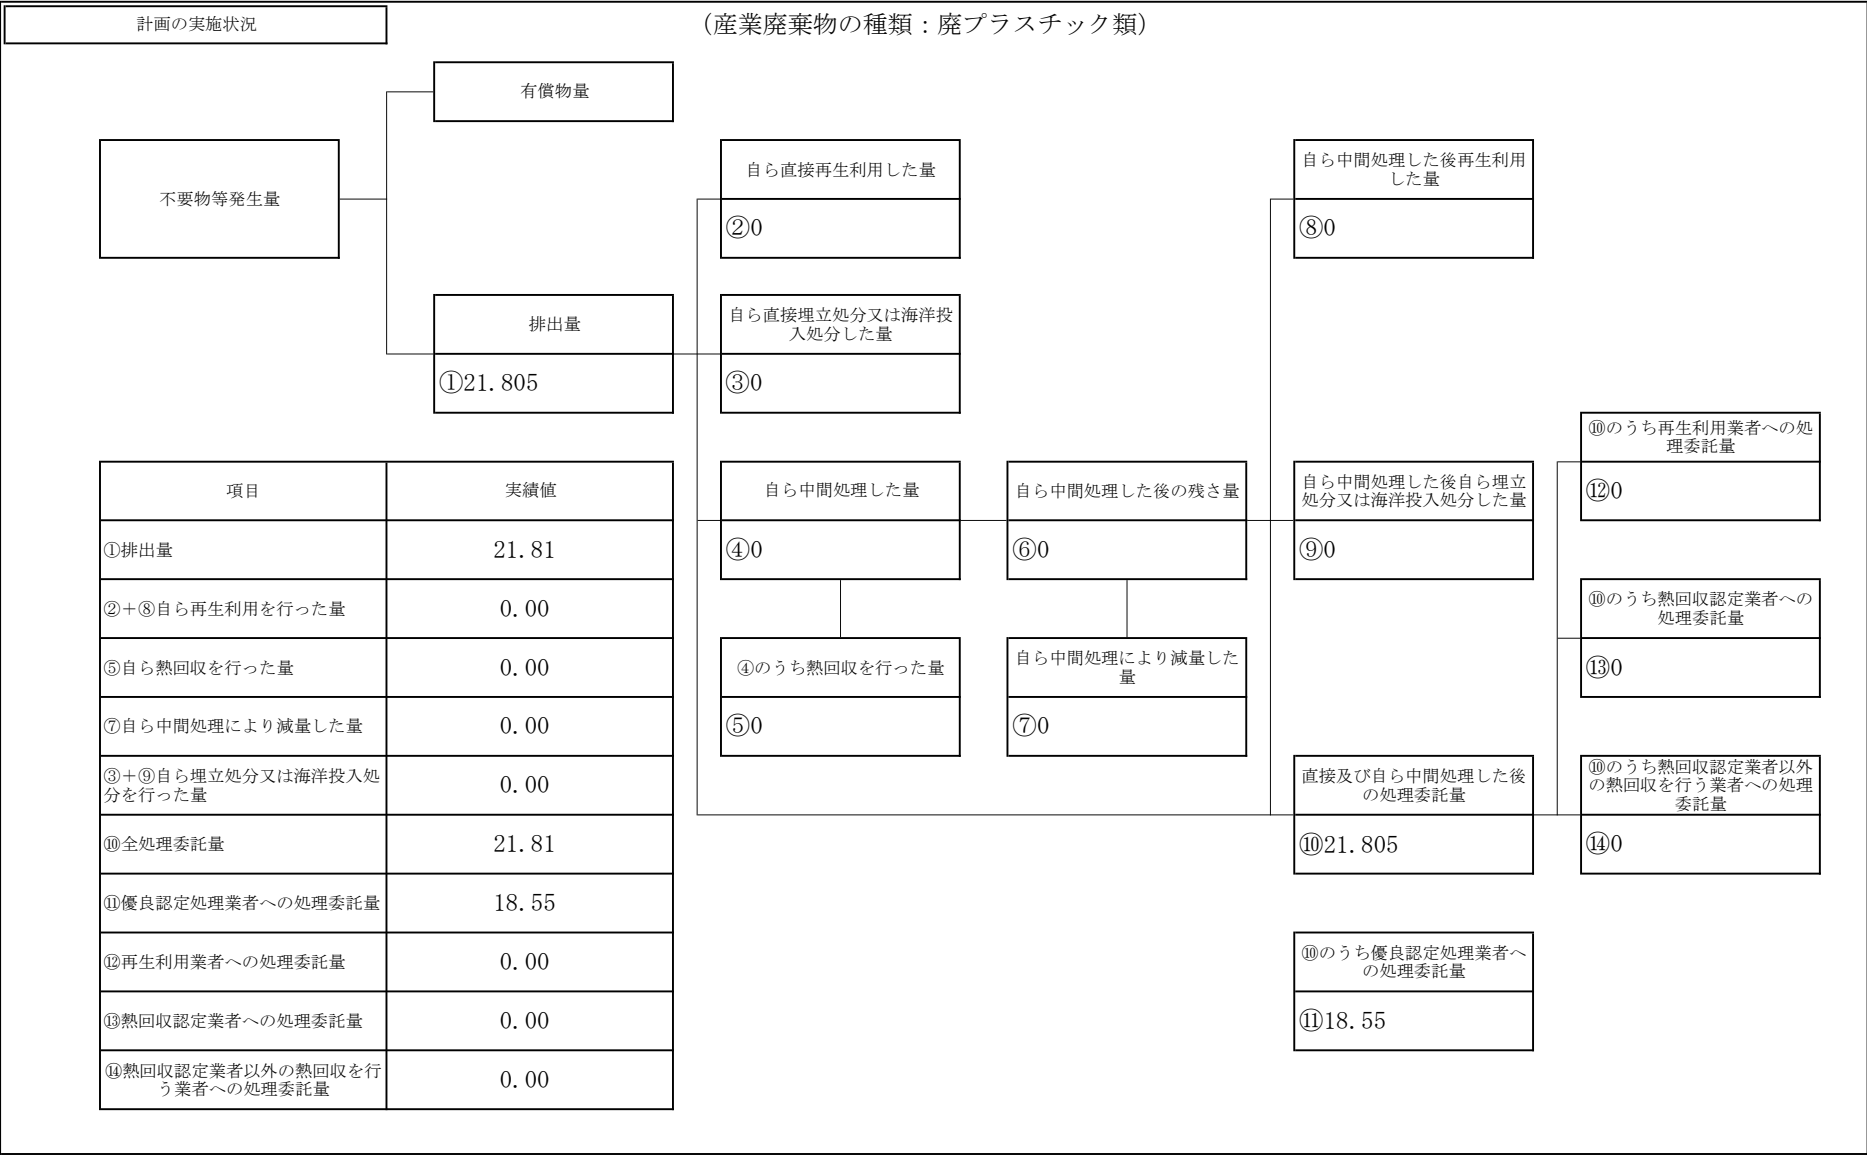 計画の実施状況
（産業廃棄物の種類：廃プラスチック類）
有償物量
不要物等発生量
自ら直接再生利用した量
②0
自ら中間処理した後再生利用
した量
⑧0
排出量
①21.805
自ら直接埋立処分又は海洋投
入処分した量
③0
⑩のうち再生利用業者への処
理委託量
⑫0
自ら中間処理した量
④0
自ら中間処理した後の残さ量
⑥0
自ら中間処理した後自ら埋立
処分又は海洋投入処分した量
⑨0
⑩のうち熱回収認定業者への
処理委託量
⑬0
④のうち熱回収を行った量
⑤0
自ら中間処理により減量した
量
⑦0
直接及び自ら中間処理した後
の処理委託量
⑩21.805
⑩のうち熱回収認定業者以外
の熱回収を行う業者への処理
委託量
⑭0
⑩のうち優良認定処理業者へ
の処理委託量
⑪18.55
項目 実績値
①排出量 21.81
②＋⑧自ら再生利用を行った量 0.00
⑤自ら熱回収を行った量 0.00
⑦自ら中間処理により減量した量 0.00
③＋⑨自ら埋立処分又は海洋投入処
分を行った量 0.00
⑩全処理委託量 21.81
⑪優良認定処理業者への処理委託量 18.55
⑫再生利用業者への処理委託量 0.00
⑬熱回収認定業者への処理委託量 0.00
⑭熱回収認定業者以外の熱回収を行
う業者への処理委託量 0.00